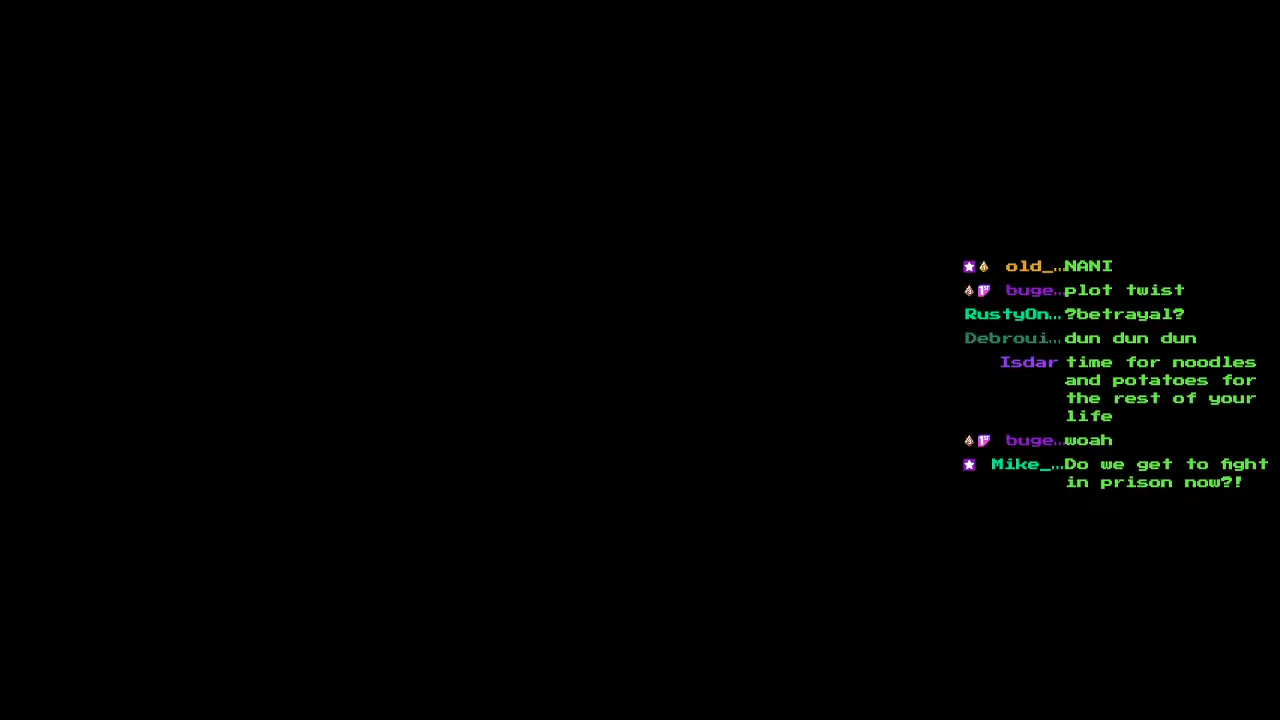 old_… NANI
buge… plot twist
RustyOn… ?betrayal?
Debroui… dun dun dun
Isdar time for noodles
and potatoes for
the rest of your
life
buge… woah
Mike_… Do we get to fight
in prison now?!